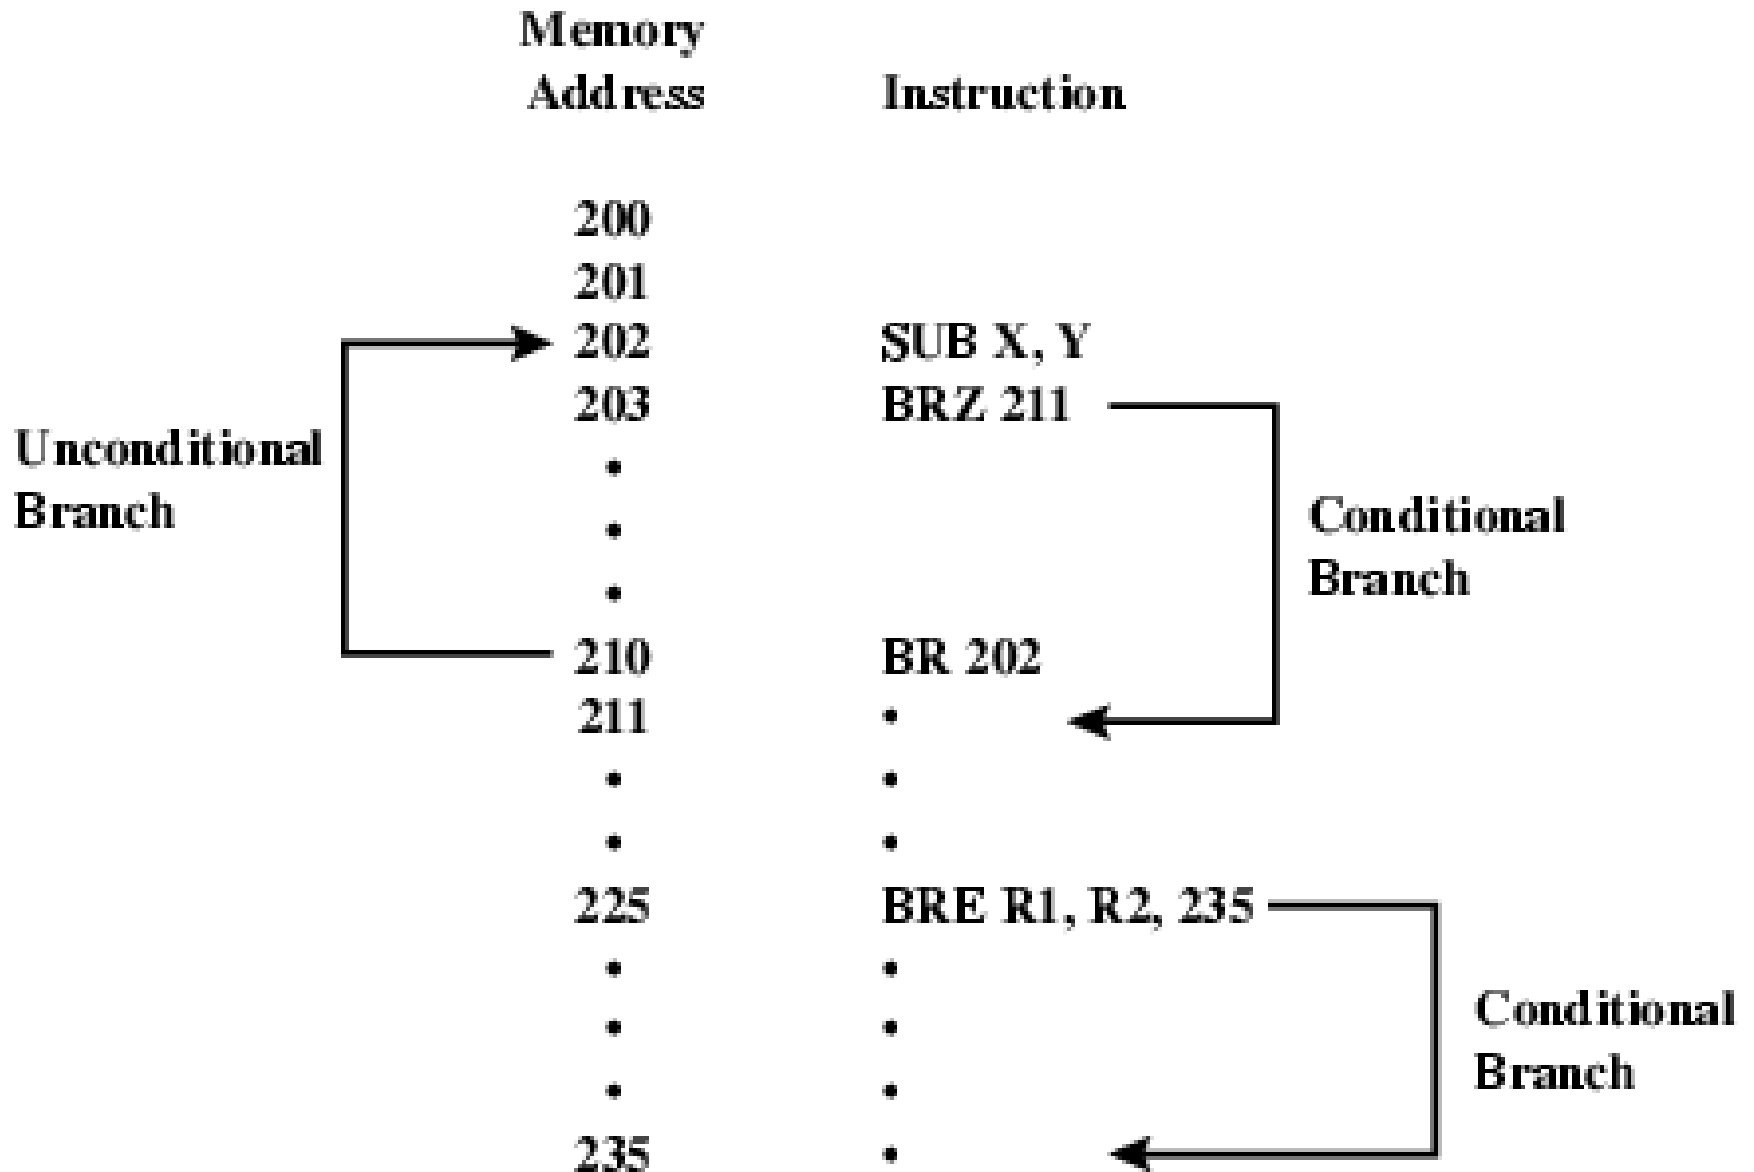 Memory
Address Instruction
200
201
202 SUB X, Y
203 BRZ 211
Unconditional
Branch
Conditional
Branch
210 BR 202
211
225 BRE R1, R2, 235
Conditional
Branch
235